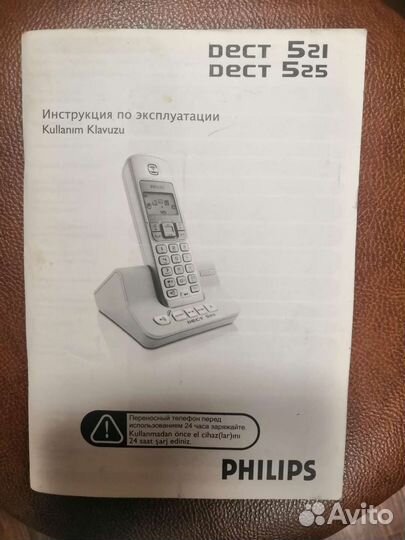 DECT 521
DECT 525
Инструкция по эксплуатации
Kullanım Klavuzu
PHILIPS
DECT 525
Переносный телефон перед
использованием 24 часа заряжайте.
Kullanmadan önce el cihaz(lar)ını
24 saat şarj ediniz.
PHILIPS
Avito